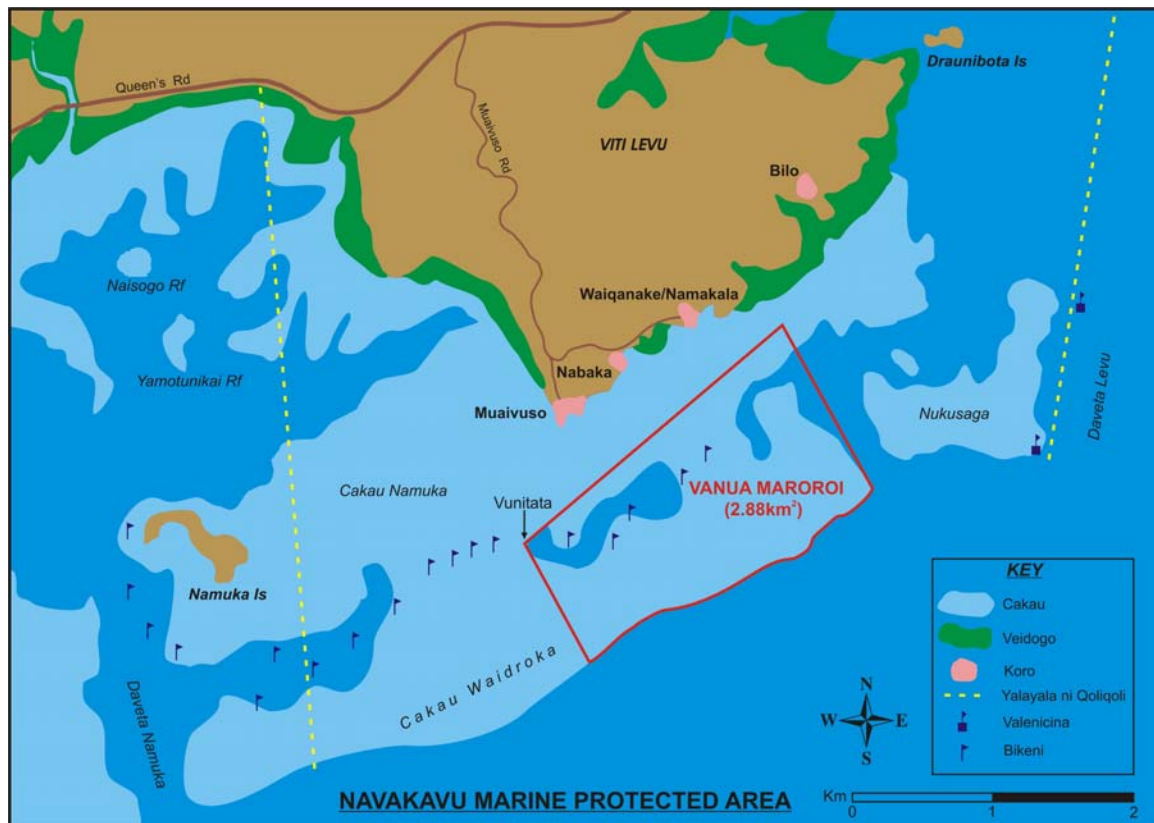 Draunibota Is
Queen's Rd
Muaivuso Rd
VITI LEVU
Bilo
Naisogo Rf
Waiqanake/Namakala
Yamotunikai Rf
Nabaka
Muaivuso
Nukusaga
Daveta Levu
Cakau Namuka
Vunitata
VANUA MAROROI
(2.88km²)
Namuka Is
Cakau Waidroka
Daveta Namuka
KEY
Cakau
Veidogo
Koro
Yalayala ni Qoliqoli
Valenicina
Bikeni
N
W E
S
NAVAKAVU MARINE PROTECTED AREA
Km
0 1 2